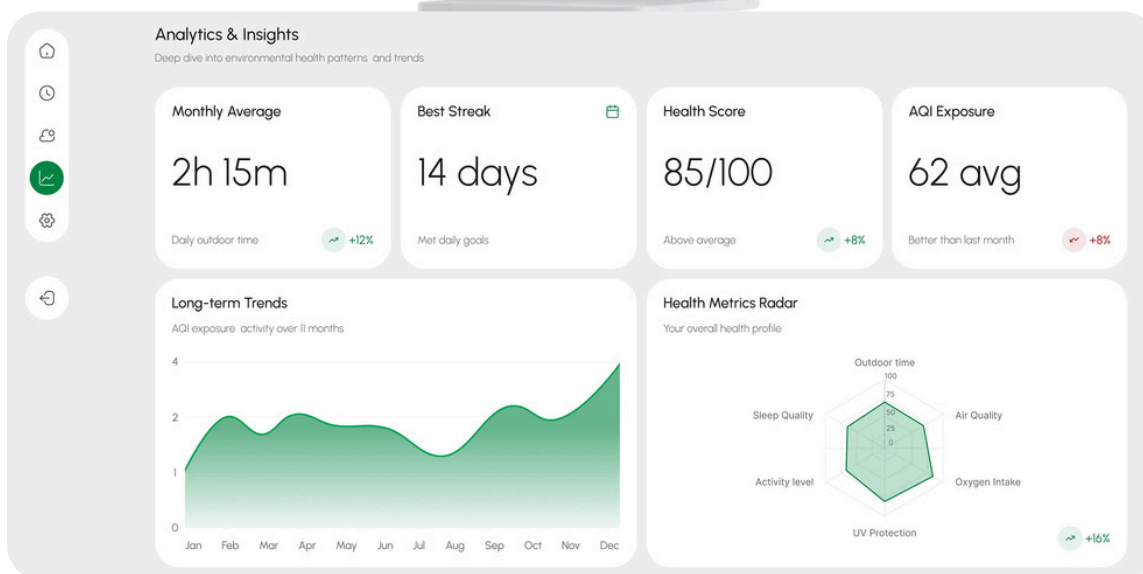 Analytics & Insights
Deep dive into environmental health patterns and trends
Monthly Average
2h 15m
Daily outdoor time
+12%
Best Streak
14 days
Met daily goals
Health Score
85/100
Above average
+8%
AQI Exposure
62 avg
Better than last month
+8%
Long-term Trends
AQI exposure activity over 11 months
4
2
1
0
Jan Feb Mar Apr May Jun Jul Aug Sep Oct Nov Dec
Health Metrics Radar
Your overall health profile
Outdoor time
100
75
50
25
0
Sleep Quality
Air Quality
Activity level
Oxygen Intake
UV Protection
+16%